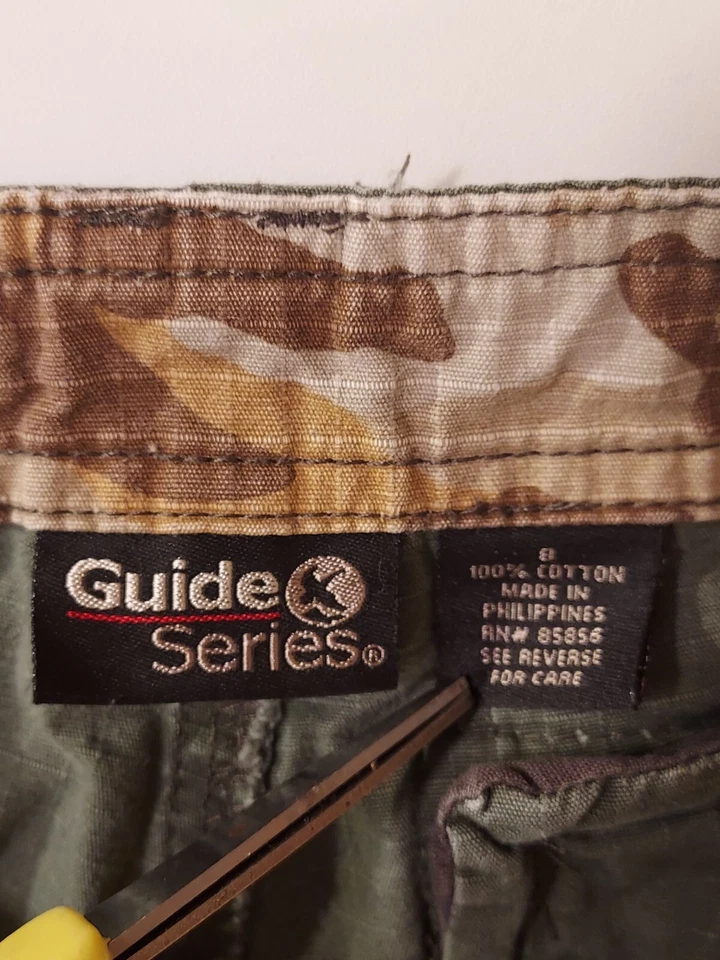 Guide
Series®
8
100% COTTON
MADE IN
PHILIPPINES
RN# 85856
SEE REVERSE
FOR CARE